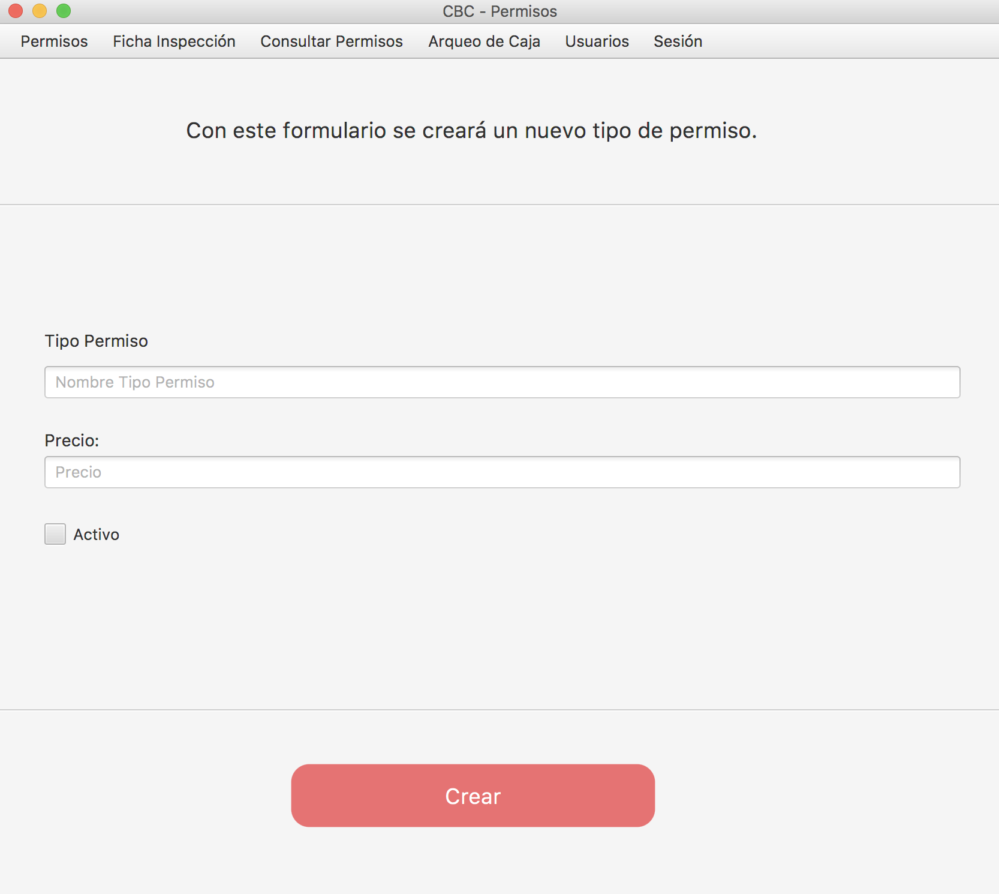 CBC - Permisos
Permisos Ficha Inspección Consultar Permisos Arqueo de Caja Usuarios Sesión
Con este formulario se creará un nuevo tipo de permiso.
Tipo Permiso
Nombre Tipo Permiso
Precio:
Precio
Activo
Crear